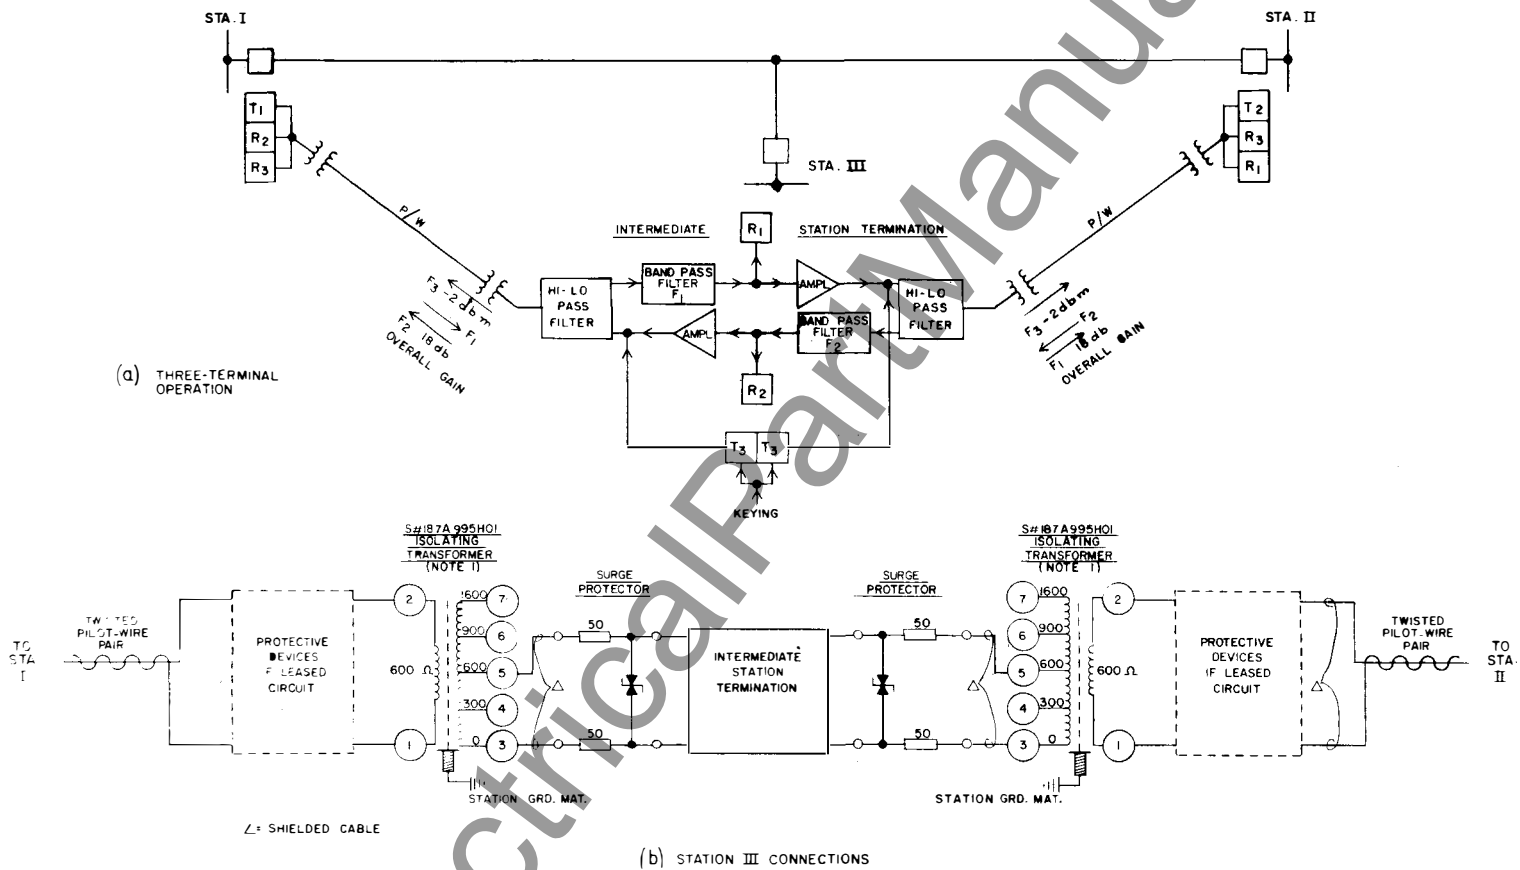 STA. I
STA. II
T1
R2
R3
T2
R3
R1
STA. III
P/W
P/W
INTERMEDIATE
R1
STATION TERMINATION
HI-LO
PASS
FILTER
BAND PASS
FILTER
F1
AMPL
HI-LO
PASS
FILTER
AMPL
BAND PASS
FILTER
F2
R2
F3 -2dbm
F1
F2 18db
OVERALL GAIN
F3 -2dbm
F2
F1 18db
OVERALL GAIN
(a) THREE-TERMINAL
OPERATION
T3 T3
KEYING
S#187A995H01
ISOLATING
TRANSFORMER
(NOTE 1)
SURGE
PROTECTOR
SURGE
PROTECTOR
S#187A995H01
ISOLATING
TRANSFORMER
(NOTE 1)
TO
STA
I
TWISTED
PILOT-WIRE
PAIR
PROTECTIVE
DEVICES
IF LEASED
CIRCUIT
2
1
600 Ω
1600 7
900 6
600 5
300 4
0 3
50
50
INTERMEDIATE
STATION
TERMINATION
50
50
7 1600
6 900
5 600
4 300
3 0
600 Ω
2
1
PROTECTIVE
DEVICES
IF LEASED
CIRCUIT
TWISTED
PILOT-WIRE
PAIR
TO
STA.
II
STATION GRD. MAT.
STATION GRD. MAT.
∠= SHIELDED CABLE
(b) STATION III CONNECTIONS
ctricalPartManua